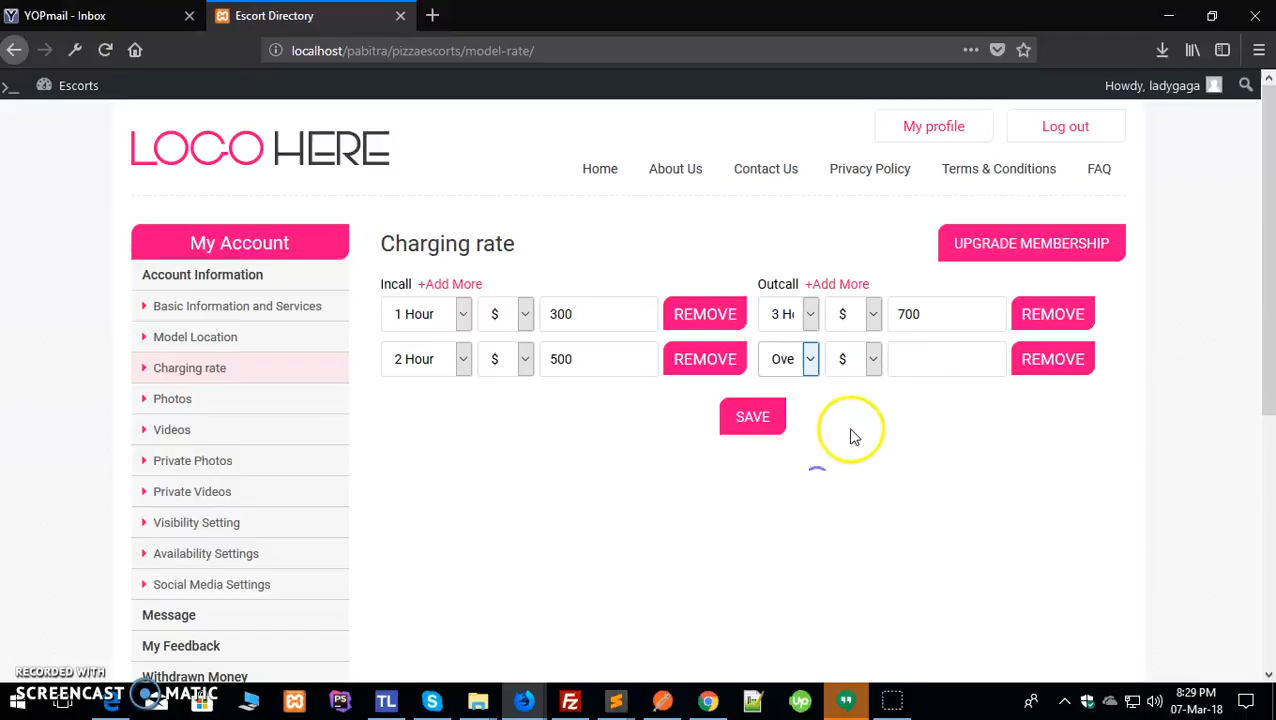 YOPmail - Inbox
Escort Directory
localhost/pabitra/pizzaescorts/model-rate/
Escorts
Howdy, ladygaga
LOGO HERE
My profile
Log out
Home
About Us
Contact Us
Privacy Policy
Terms & Conditions
FAQ
My Account
Account Information
Basic Information and Services
Model Location
Charging rate
Photos
Videos
Private Photos
Private Videos
Visibility Setting
Availability Settings
Social Media Settings
Message
My Feedback
Withdrawn Money
Charging rate
UPGRADE MEMBERSHIP
Incall +Add More
1 Hour $ 300 REMOVE
2 Hour $ 500 REMOVE
Outcall +Add More
3 H $ 700 REMOVE
Ove $ REMOVE
SAVE
RECORDED WITH
SCREENCAST MATIC
PS
TL
Up
8:29 PM
07-Mar-18